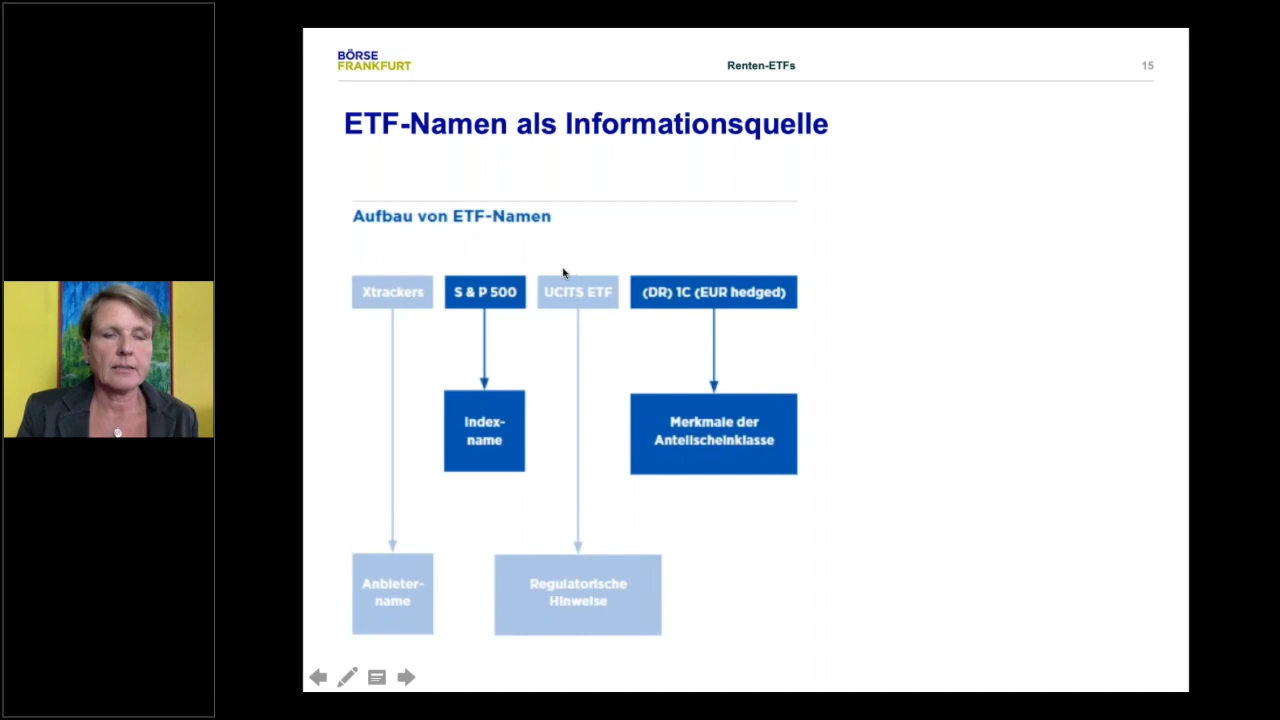 BÖRSE
FRANKFURT
Renten-ETFs
15
ETF-Namen als Informationsquelle
Aufbau von ETF-Namen
Xtrackers
S & P 500
UCITS ETF
(DR) 1C (EUR hedged)
Index-
name
Merkmale der
Anteilscheinklasse
Anbieter-
name
Regulatorische
Hinweise